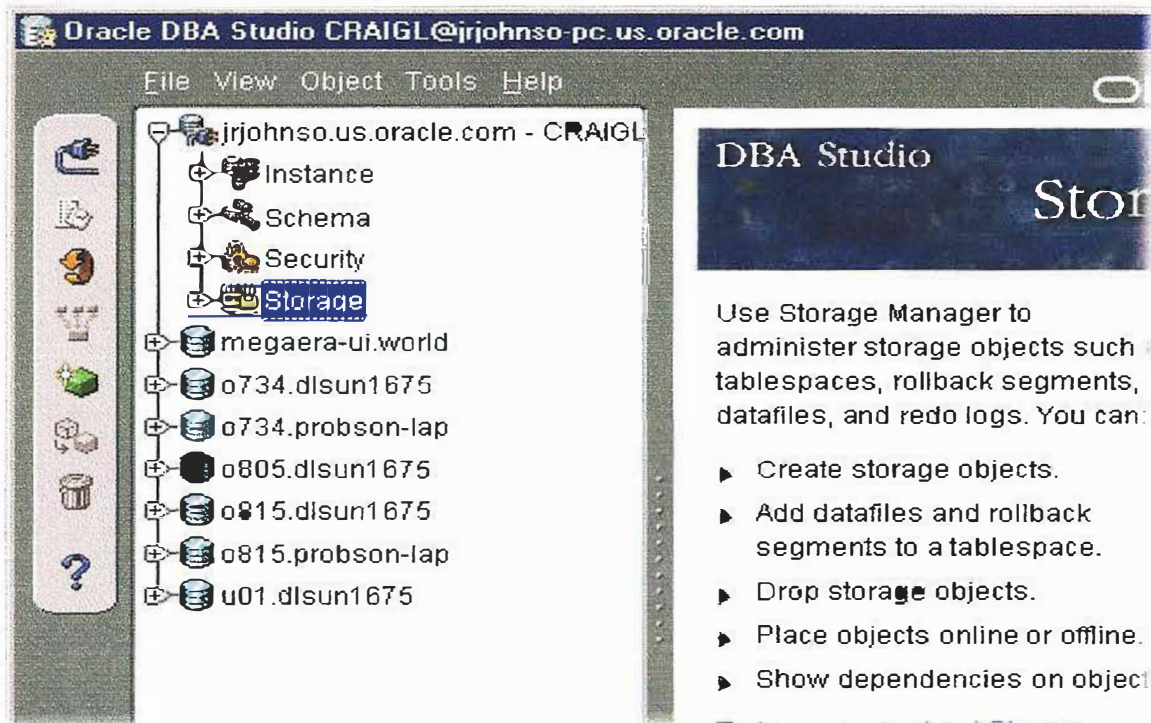 Oracle DBA Studio CRAIGL@jrjohnso-pc.us.oracle.com
File View Object Tools Help
jrjohnso.us.oracle.com - CRAIGL
Instance
Schema
Security
Storage
megaera-ui.world
o734.dlsun1675
o734.probson-lap
o805.dlsun1675
o815.dlsun1675
o815.probson-lap
u01.dlsun1675
DBA Studio
Stor
Use Storage Manager to
administer storage objects such
tablespaces, rollback segments,
datafiles, and redo logs. You can:
Create storage objects.
Add datafiles and rollback
segments to a tablespace.
Drop storage objects.
Place objects online or offline.
Show dependencies on object